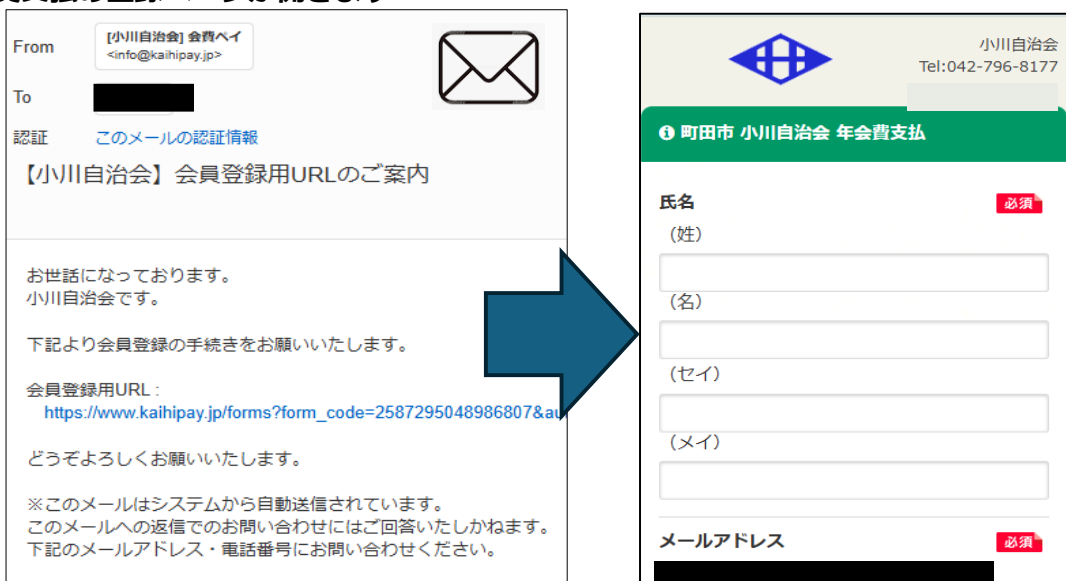 From
[小川自治会] 会費ペイ
<info@kaihipay.jp>
To
認証 このメールの認証情報
【小川自治会】会員登録用URLのご案内
お世話になっております。
小川自治会です。
下記より会員登録の手続きをお願いいたします。
会員登録用URL :
https://www.kaihipay.jp/forms?form_code=2587295048986807&au
どうぞよろしくお願いいたします。
※このメールはシステムから自動送信されています。
このメールへの返信でのお問い合わせにはご回答いたしかねます。
下記のメールアドレス・電話番号にお問い合わせください。
小川自治会
Tel:042-796-8177
町田市 小川自治会 年会費支払
氏名 必須
（姓）
（名）
（セイ）
（メイ）
メールアドレス 必須